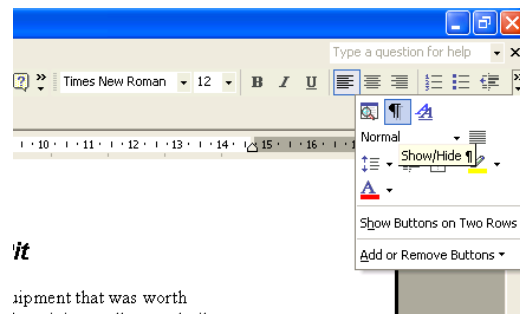 Type a question for help
Times New Roman 12 B I U
Normal
· 10 · 11 · 12 · 13 · 14 · 15 · 16 ·
Show/Hide ¶
A
Show Buttons on Two Rows
Add or Remove Buttons
it
uipment that was worth